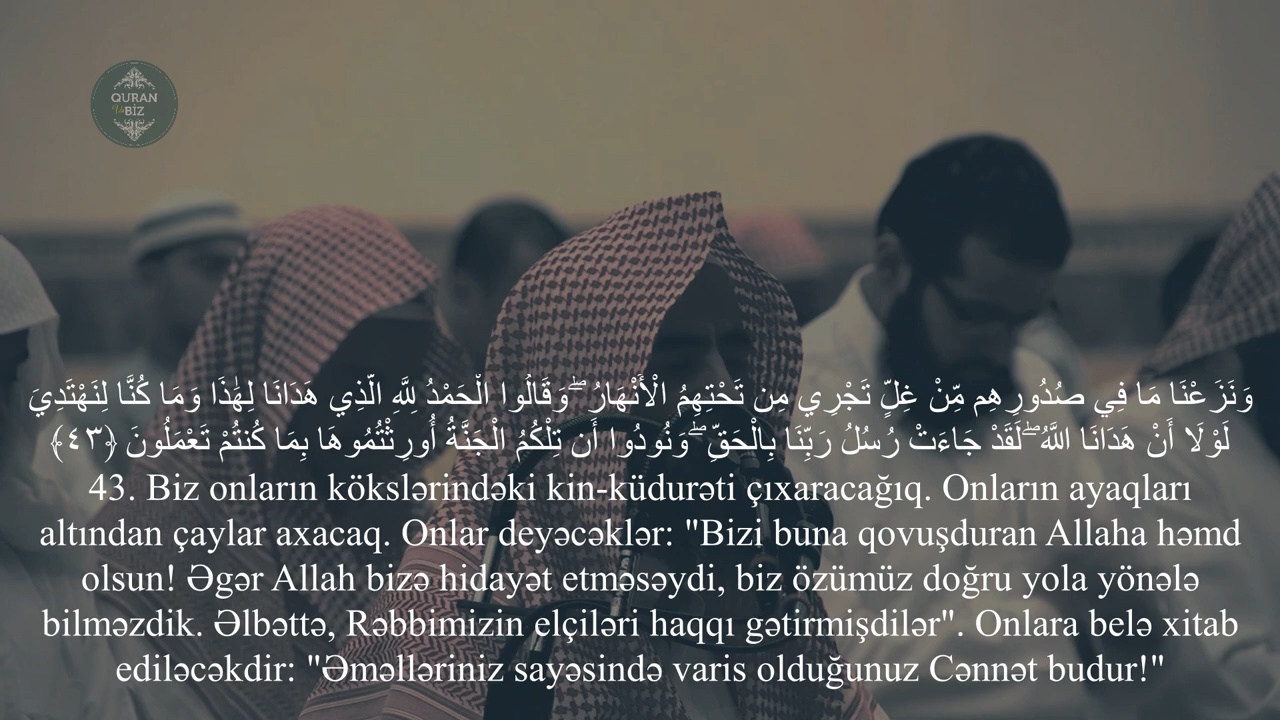 QURAN
Və BİZ
وَنَزَعْنَا مَا فِي صُدُورِهِم مِّنْ غِلٍّ تَجْرِي مِن تَحْتِهِمُ الْأَنْهَارُ ۖ وَقَالُوا الْحَمْدُ لِلَّهِ الَّذِي هَدَانَا لِهَٰذَا وَمَا كُنَّا لِنَهْتَدِيَ
لَوْلَا أَنْ هَدَانَا اللَّهُ ۖ لَقَدْ جَاءَتْ رُسُلُ رَبِّنَا بِالْحَقِّ ۖ وَنُودُوا أَن تِلْكُمُ الْجَنَّةُ أُورِثْتُمُوهَا بِمَا كُنتُمْ تَعْمَلُونَ ﴿٤٣﴾
43. Biz onların kökslərindəki kin-küdurəti çıxaracağıq. Onların ayaqları
altından çaylar axacaq. Onlar deyəcəklər: "Bizi buna qovuşduran Allaha həmd
olsun! Əgər Allah bizə hidayət etməsəydi, biz özümüz doğru yola yönələ
bilməzdik. Əlbəttə, Rəbbimizin elçiləri haqqı gətirmişdilər". Onlara belə xitab
ediləcəkdir: "Əməlləriniz sayəsində varis olduğunuz Cənnət budur!"